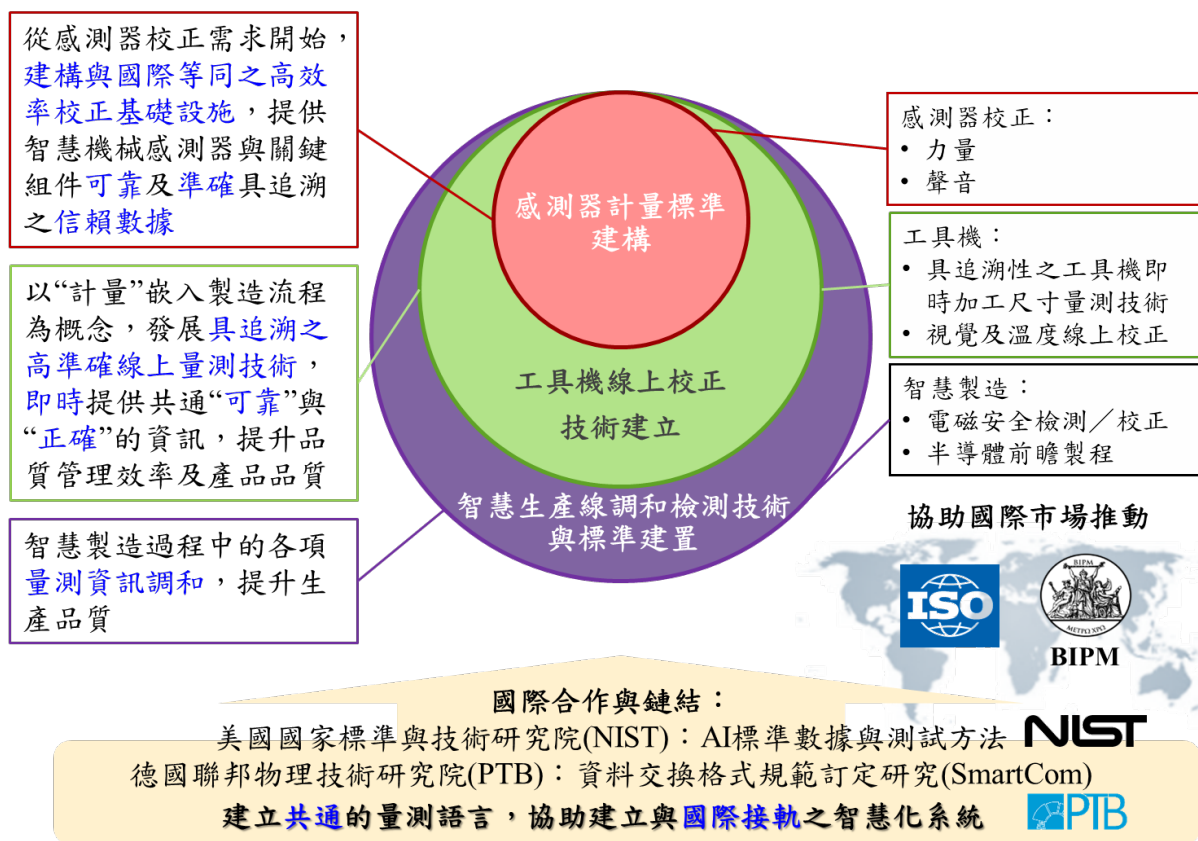 從感測器校正需求開始，
建構與國際等同之高效
率校正基礎設施，提供
智慧機械感測器與關鍵
組件可靠及準確具追溯
之信賴數據
以“計量”嵌入製造流程
為概念，發展具追溯之
高準確線上量測技術，
即時提供共通“可靠”與
“正確”的資訊，提升品
質管理效率及產品品質
智慧製造過程中的各項
量測資訊調和，提升生
產品質
感測器計量標準
建構
工具機線上校正
技術建立
智慧生產線調和檢測技術
與標準建置
感測器校正：
• 力量
• 聲音
工具機：
• 具追溯性之工具機即
時加工尺寸量測技術
• 視覺及溫度線上校正
智慧製造：
• 電磁安全檢測／校正
• 半導體前瞻製程
協助國際市場推動
ISO
BIPM
ΜΕΤΡΩ ΧΡΩ
BIPM
國際合作與鏈結：
美國國家標準與技術研究院(NIST)：AI標準數據與測試方法
NIST
德國聯邦物理技術研究院(PTB)：資料交換格式規範訂定研究(SmartCom)
建立共通的量測語言，協助建立與國際接軌之智慧化系統
PTB